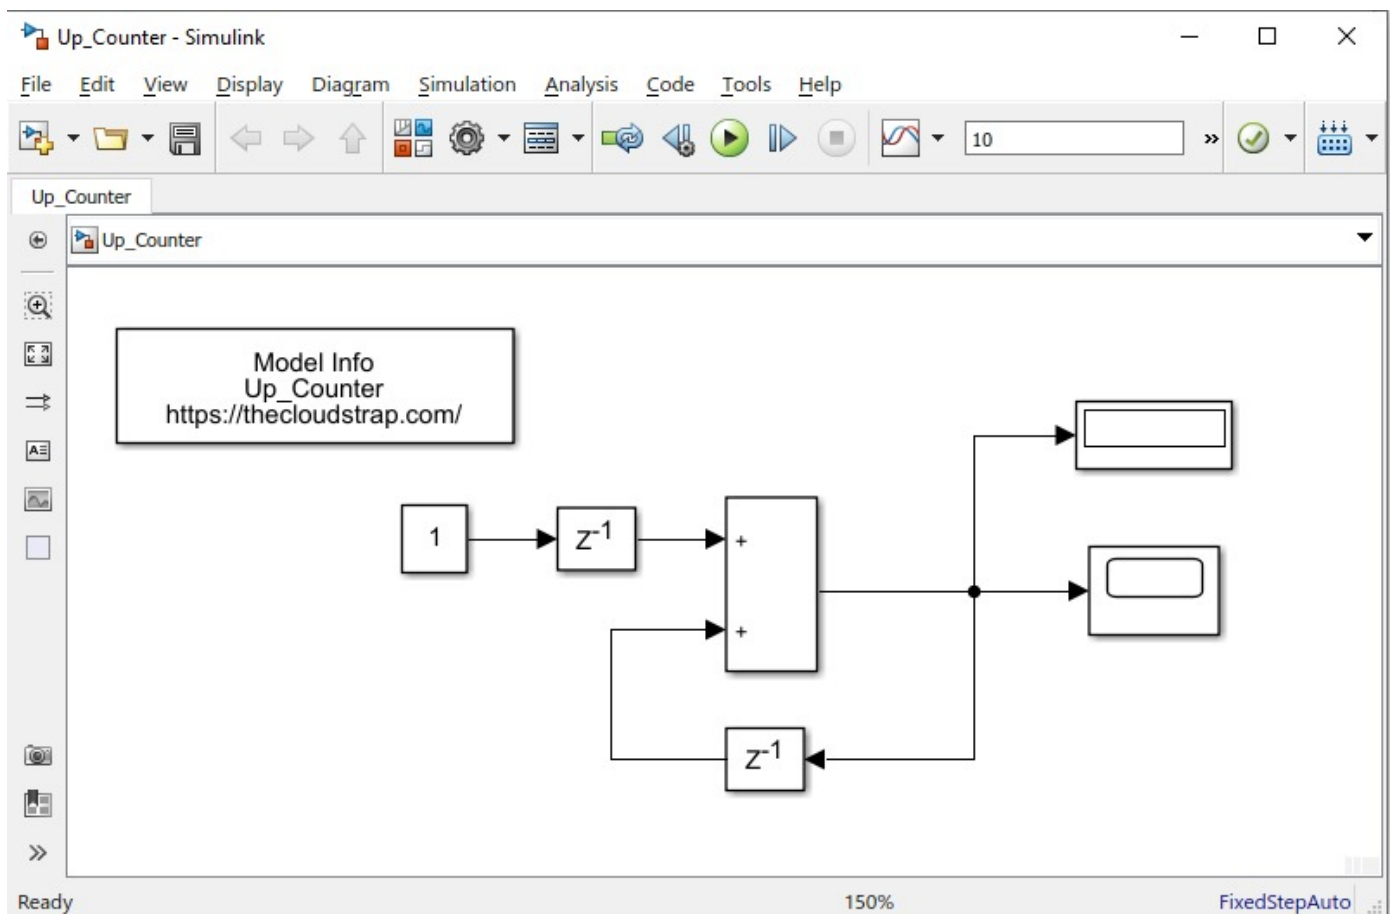 Up_Counter - Simulink
File Edit View Display Diagram Simulation Analysis Code Tools Help
10 »
Up_Counter
Up_Counter
A
Model Info
Up_Counter
https://thecloudstrap.com/
1 Z-1 +
+
Z-1
»
Ready 150% FixedStepAuto